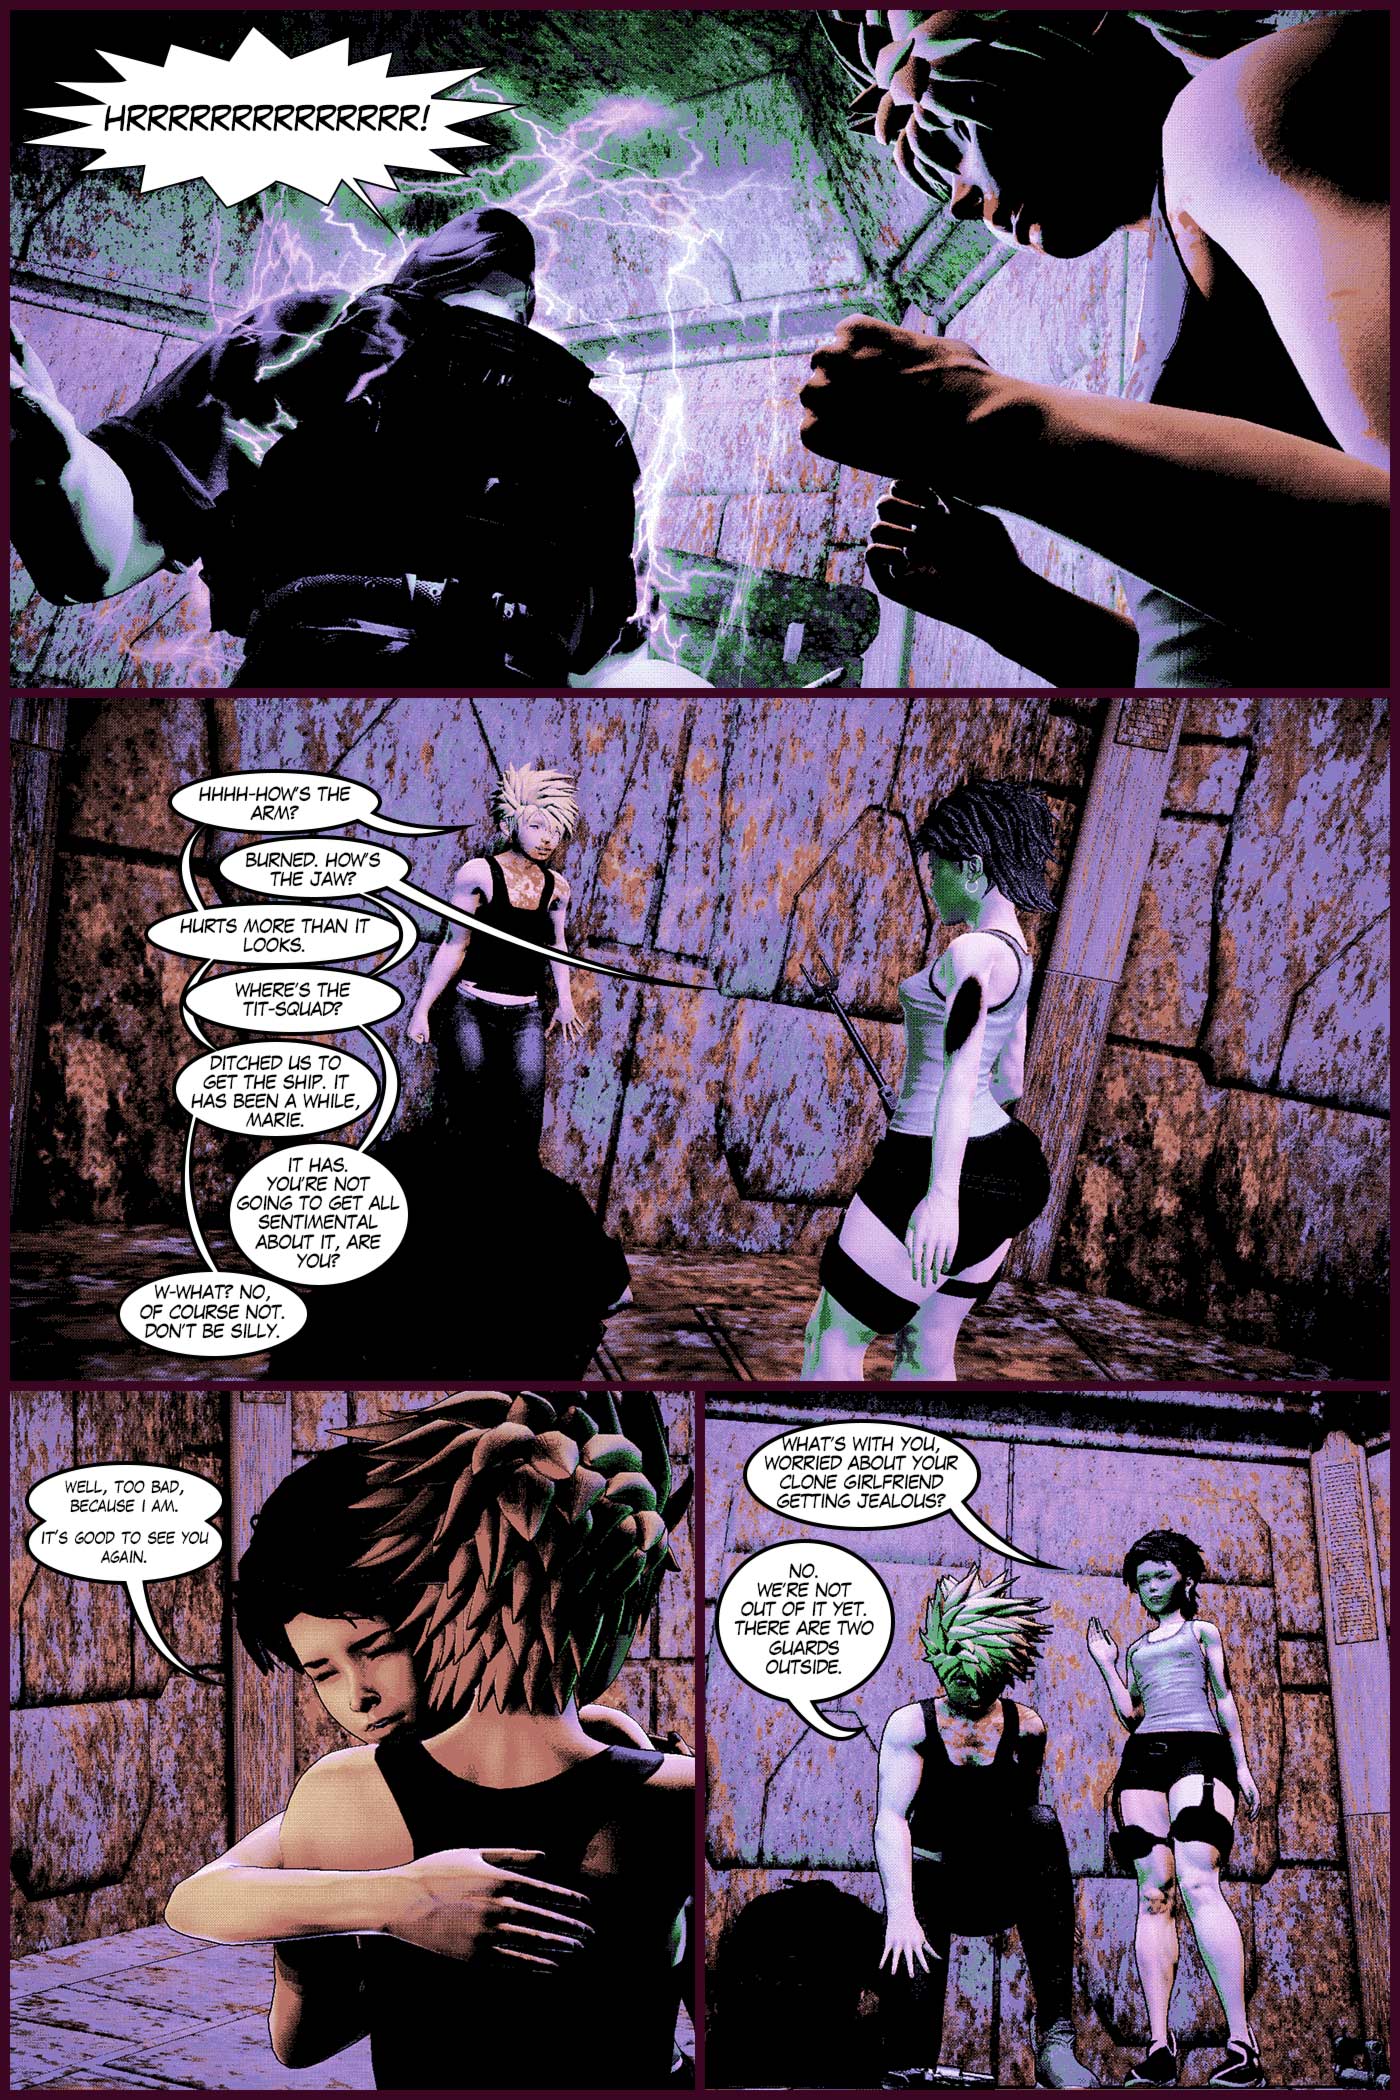 HRRRRRRRRRRRRRRR!
HHHH-HOW'S THE
ARM?
BURNED. HOW'S
THE JAW?
HURTS MORE THAN IT
LOOKS.
WHERE'S THE
TIT-SQUAD?
DITCHED US TO
GET THE SHIP. IT
HAS BEEN A WHILE,
MARIE.
IT HAS.
YOU'RE NOT
GOING TO GET ALL
SENTIMENTAL
ABOUT IT, ARE
YOU?
W-WHAT? NO,
OF COURSE NOT.
DON'T BE SILLY.
WELL, TOO BAD,
BECAUSE I AM.
IT'S GOOD TO SEE YOU
AGAIN.
WHAT'S WITH YOU,
WORRIED ABOUT YOUR
CLONE GIRLFRIEND
GETTING JEALOUS?
NO.
WE'RE NOT
OUT OF IT YET.
THERE ARE TWO
GUARDS
OUTSIDE.